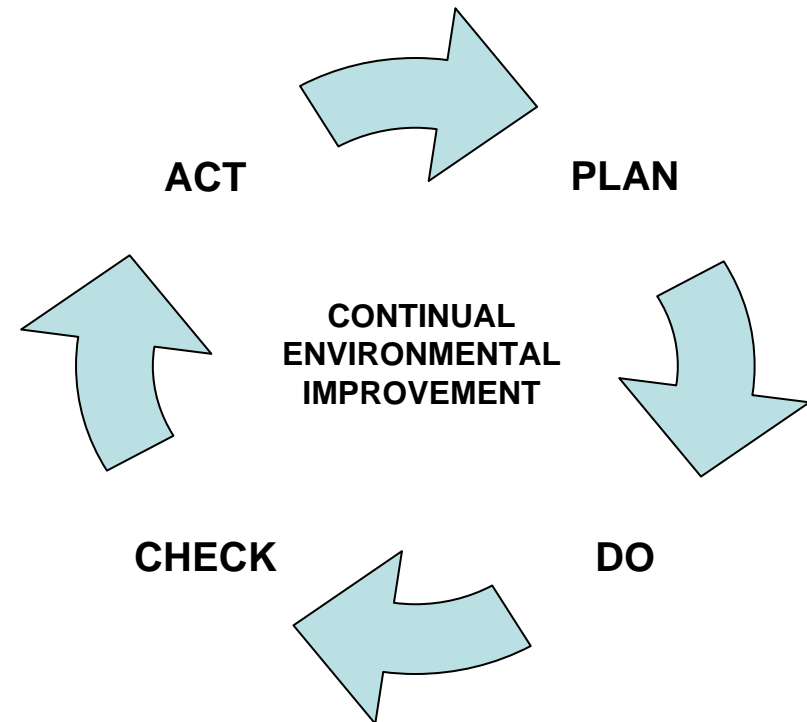 ACT
PLAN
CONTINUAL
ENVIRONMENTAL
IMPROVEMENT
CHECK
DO